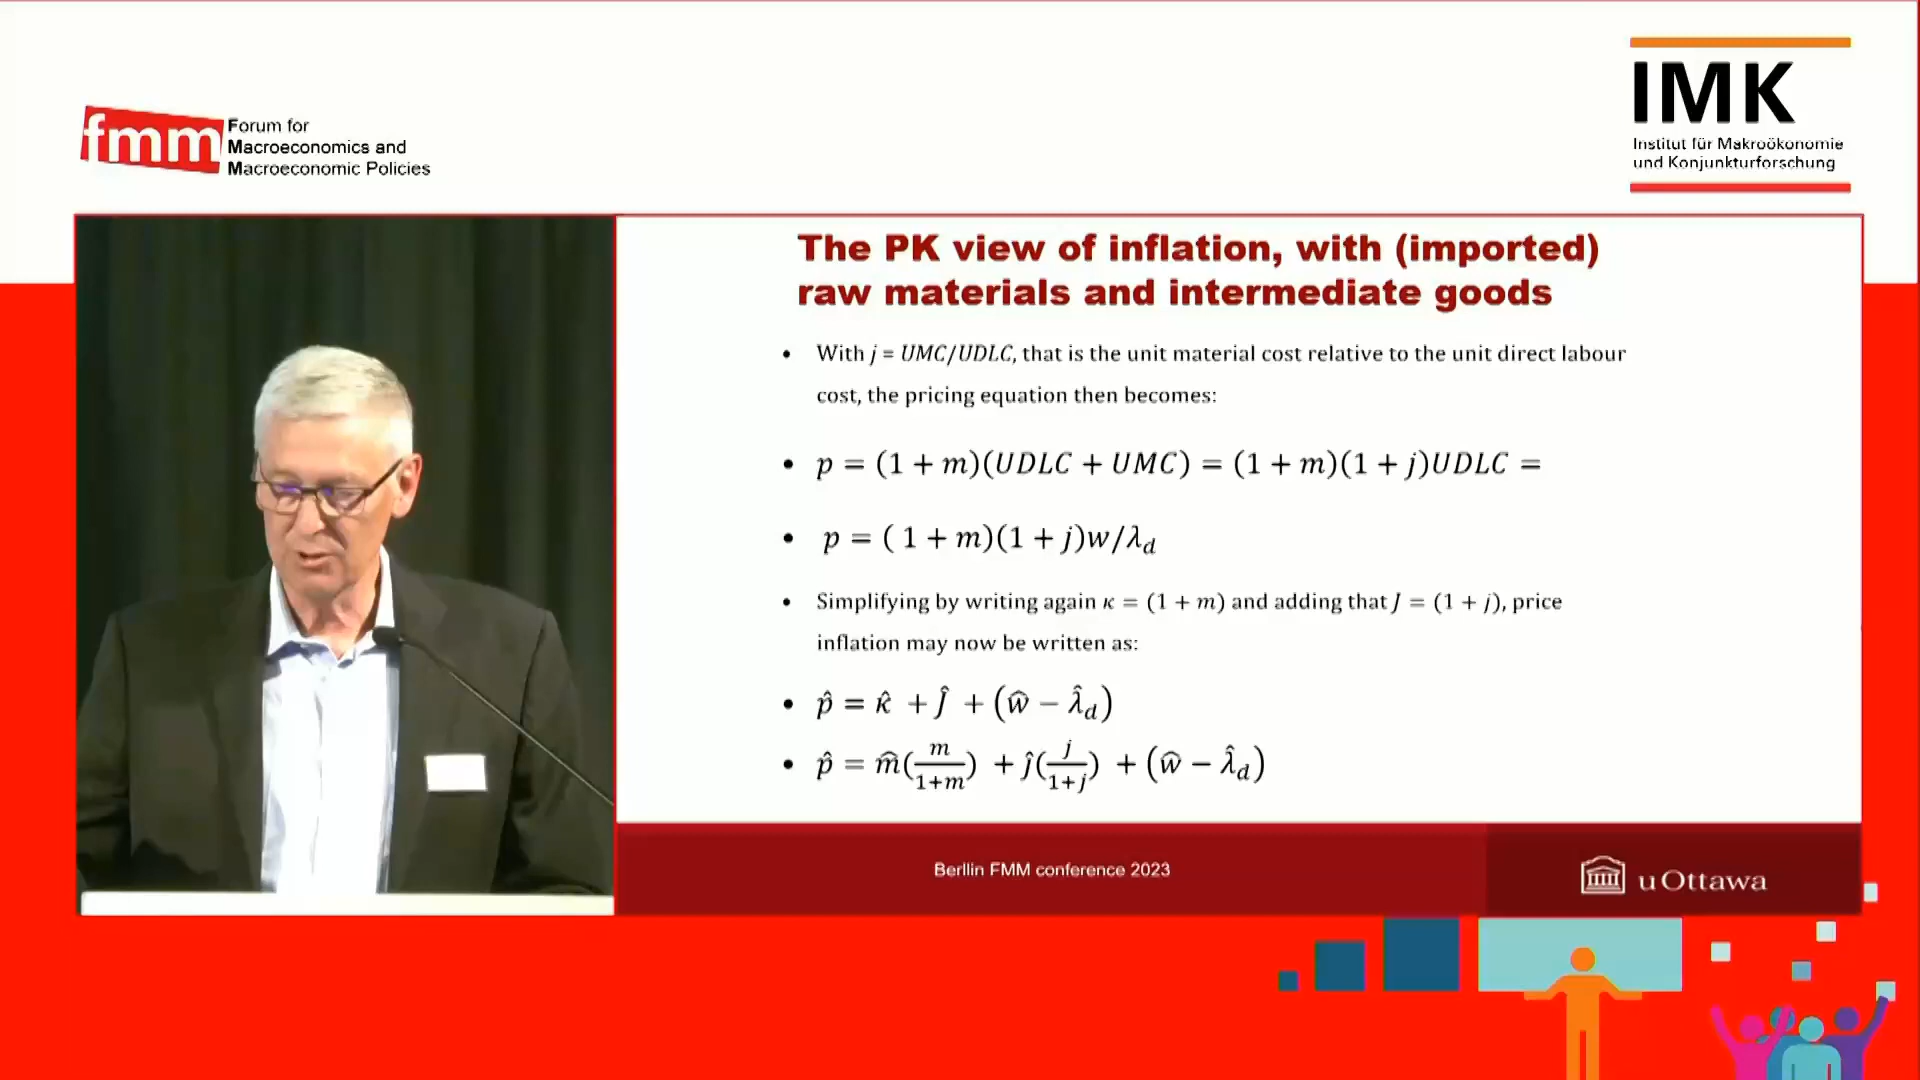 fmm
Forum for
Macroeconomics and
Macroeconomic Policies
IMK
Institut für Makroökonomie
und Konjunkturforschung
The PK view of inflation, with (imported)
raw materials and intermediate goods
• With j = UMC/UDLC, that is the unit material cost relative to the unit direct labour
cost, the pricing equation then becomes:
• p = (1 + m)(UDLC + UMC) = (1 + m)(1 + j)UDLC =
• p = ( 1 + m)(1 + j)w/λ_d
• Simplifying by writing again κ = (1 + m) and adding that J = (1 + j), price
inflation may now be written as:
• p̂ = κ̂ + Ĵ + (ŵ − λ̂_d)
• p̂ = m̂(m/1+m) + ĵ(j/1+j) + (ŵ − λ̂_d)
Berllin FMM conference 2023
uOttawa